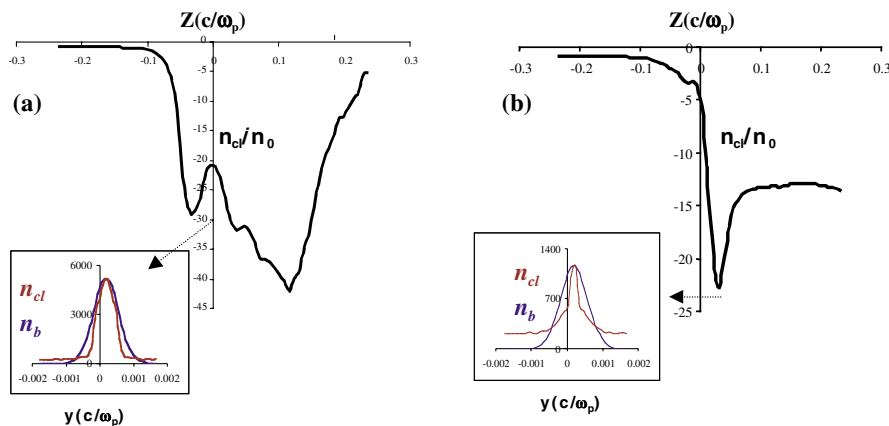 Z(c/ωp)
-0.3 -0.2 -0.1 0 0.1 0.2 0.3
-5
-10
-15
-20
-25
-30
-35
-40
-45
(a)
ncl/n0
6000
3000
0
ncl
nb
-0.002 -0.001 0 0.001 0.002
y (c/ωp)
Z(c/ωp)
0
-0.3 -0.2 -0.1 0 0.1 0.2 0.3
-5
-10
-15
-20
-25
(b)
ncl/n0
1400
700
0
ncl
nb
-0.002 -0.001 0 0.001 0.002
y (c/ωp)